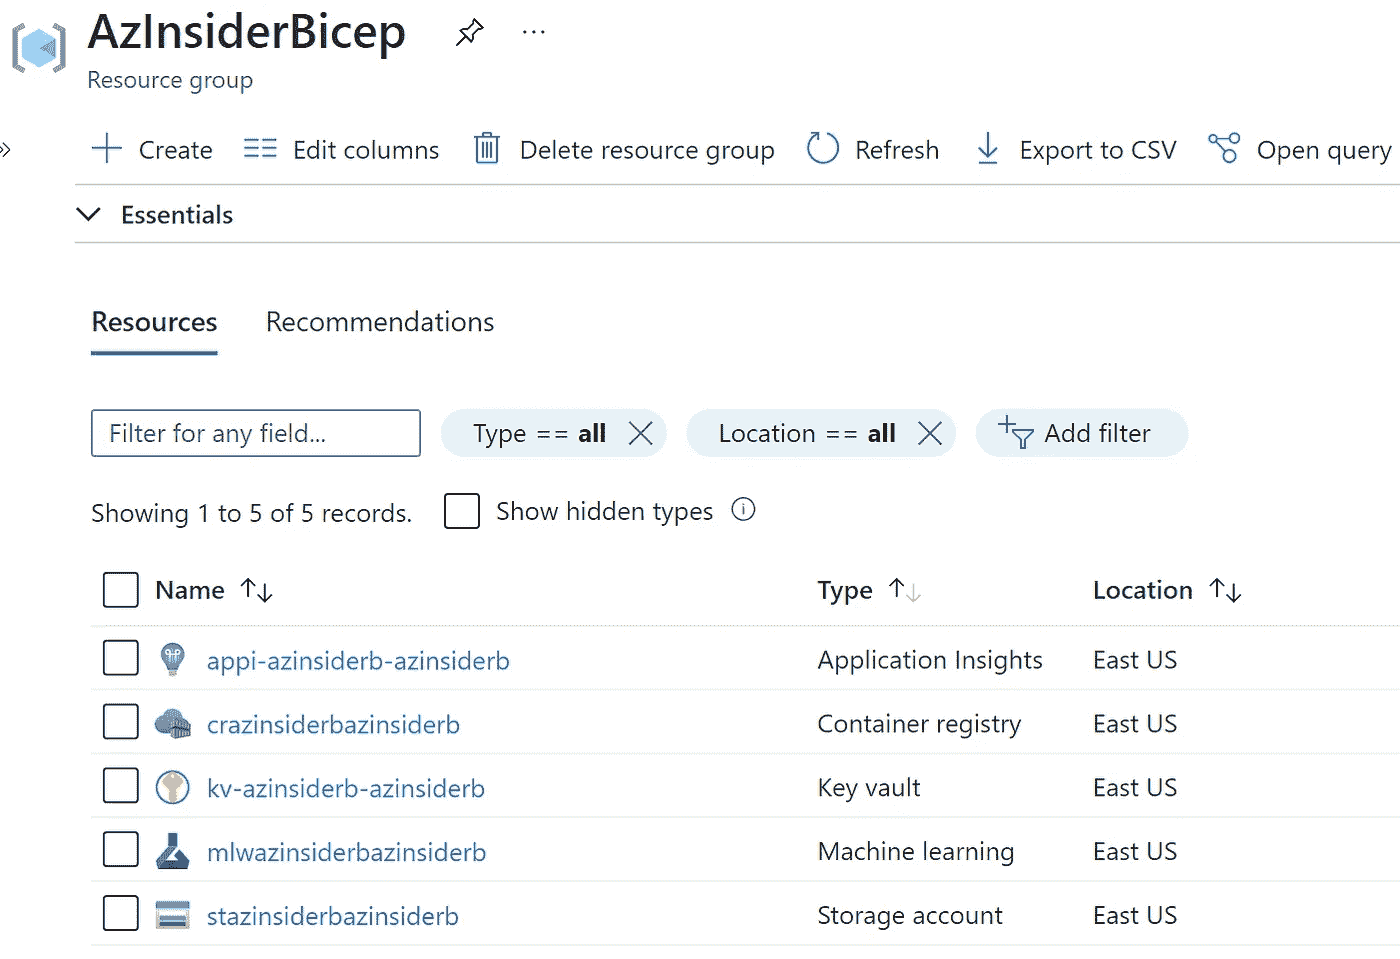 AzInsiderBicep
Resource group
Create Edit columns Delete resource group Refresh Export to CSV Open query
Essentials
Resources Recommendations
Filter for any field... Type == all Location == all Add filter
Showing 1 to 5 of 5 records. Show hidden types
Name Type Location
appi-azinsiderb-azinsiderb Application Insights East US
crazinsiderbazinsiderb Container registry East US
kv-azinsiderb-azinsiderb Key vault East US
mlwazinsiderbazinsiderb Machine learning East US
stazinsiderbazinsiderb Storage account East US